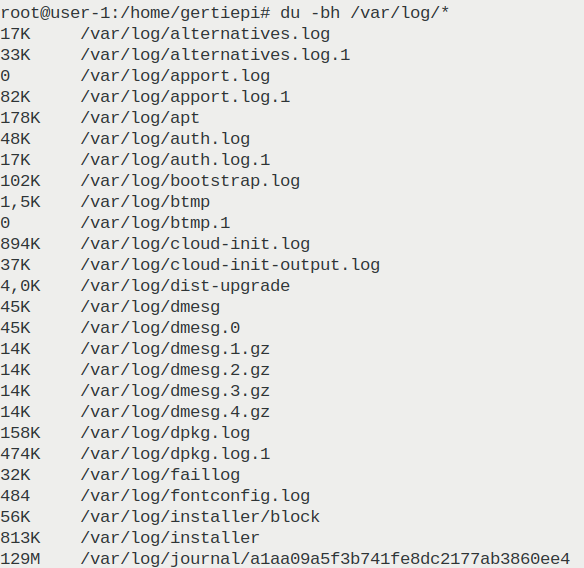 root@user-1:/home/gertiepi# du -bh /var/log/*
17K /var/log/alternatives.log
33K /var/log/alternatives.log.1
0 /var/log/apport.log
82K /var/log/apport.log.1
178K /var/log/apt
48K /var/log/auth.log
17K /var/log/auth.log.1
102K /var/log/bootstrap.log
1,5K /var/log/btmp
0 /var/log/btmp.1
894K /var/log/cloud-init.log
37K /var/log/cloud-init-output.log
4,0K /var/log/dist-upgrade
45K /var/log/dmesg
45K /var/log/dmesg.0
14K /var/log/dmesg.1.gz
14K /var/log/dmesg.2.gz
14K /var/log/dmesg.3.gz
14K /var/log/dmesg.4.gz
158K /var/log/dpkg.log
474K /var/log/dpkg.log.1
32K /var/log/faillog
484 /var/log/fontconfig.log
56K /var/log/installer/block
813K /var/log/installer
129M /var/log/journal/a1aa09a5f3b741fe8dc2177ab3860ee4